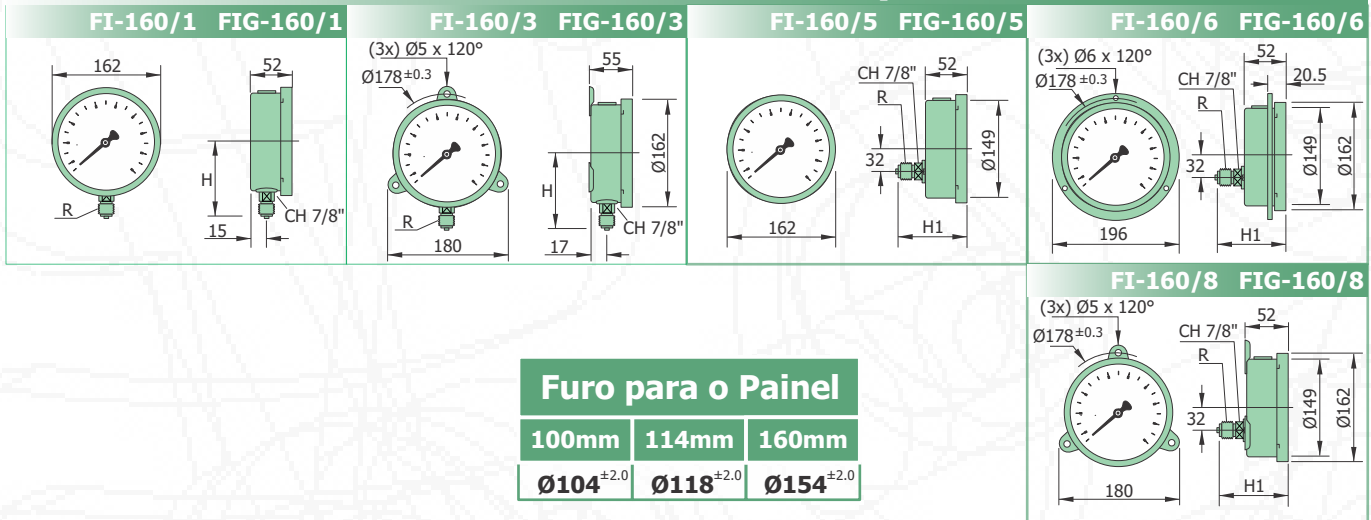 FI-160/1 FIG-160/1
162
52
H
R
15
CH 7/8"
FI-160/3 FIG-160/3
(3x) Ø5 x 120°
Ø178±0.3
55
Ø162
H
R
CH 7/8"
180
17
FI-160/5 FIG-160/5
52
CH 7/8"
R
32
Ø149
162
H1
FI-160/6 FIG-160/6
(3x) Ø6 x 120°
52
Ø178±0.3
CH 7/8"
20.5
R
32
Ø149
Ø162
196
H1
FI-160/8 FIG-160/8
(3x) Ø5 x 120°
52
Ø178±0.3
CH 7/8"
R
32
Ø149
Ø162
180
H1
Furo para o Painel
100mm 114mm 160mm
Ø104±2.0 Ø118±2.0 Ø154±2.0